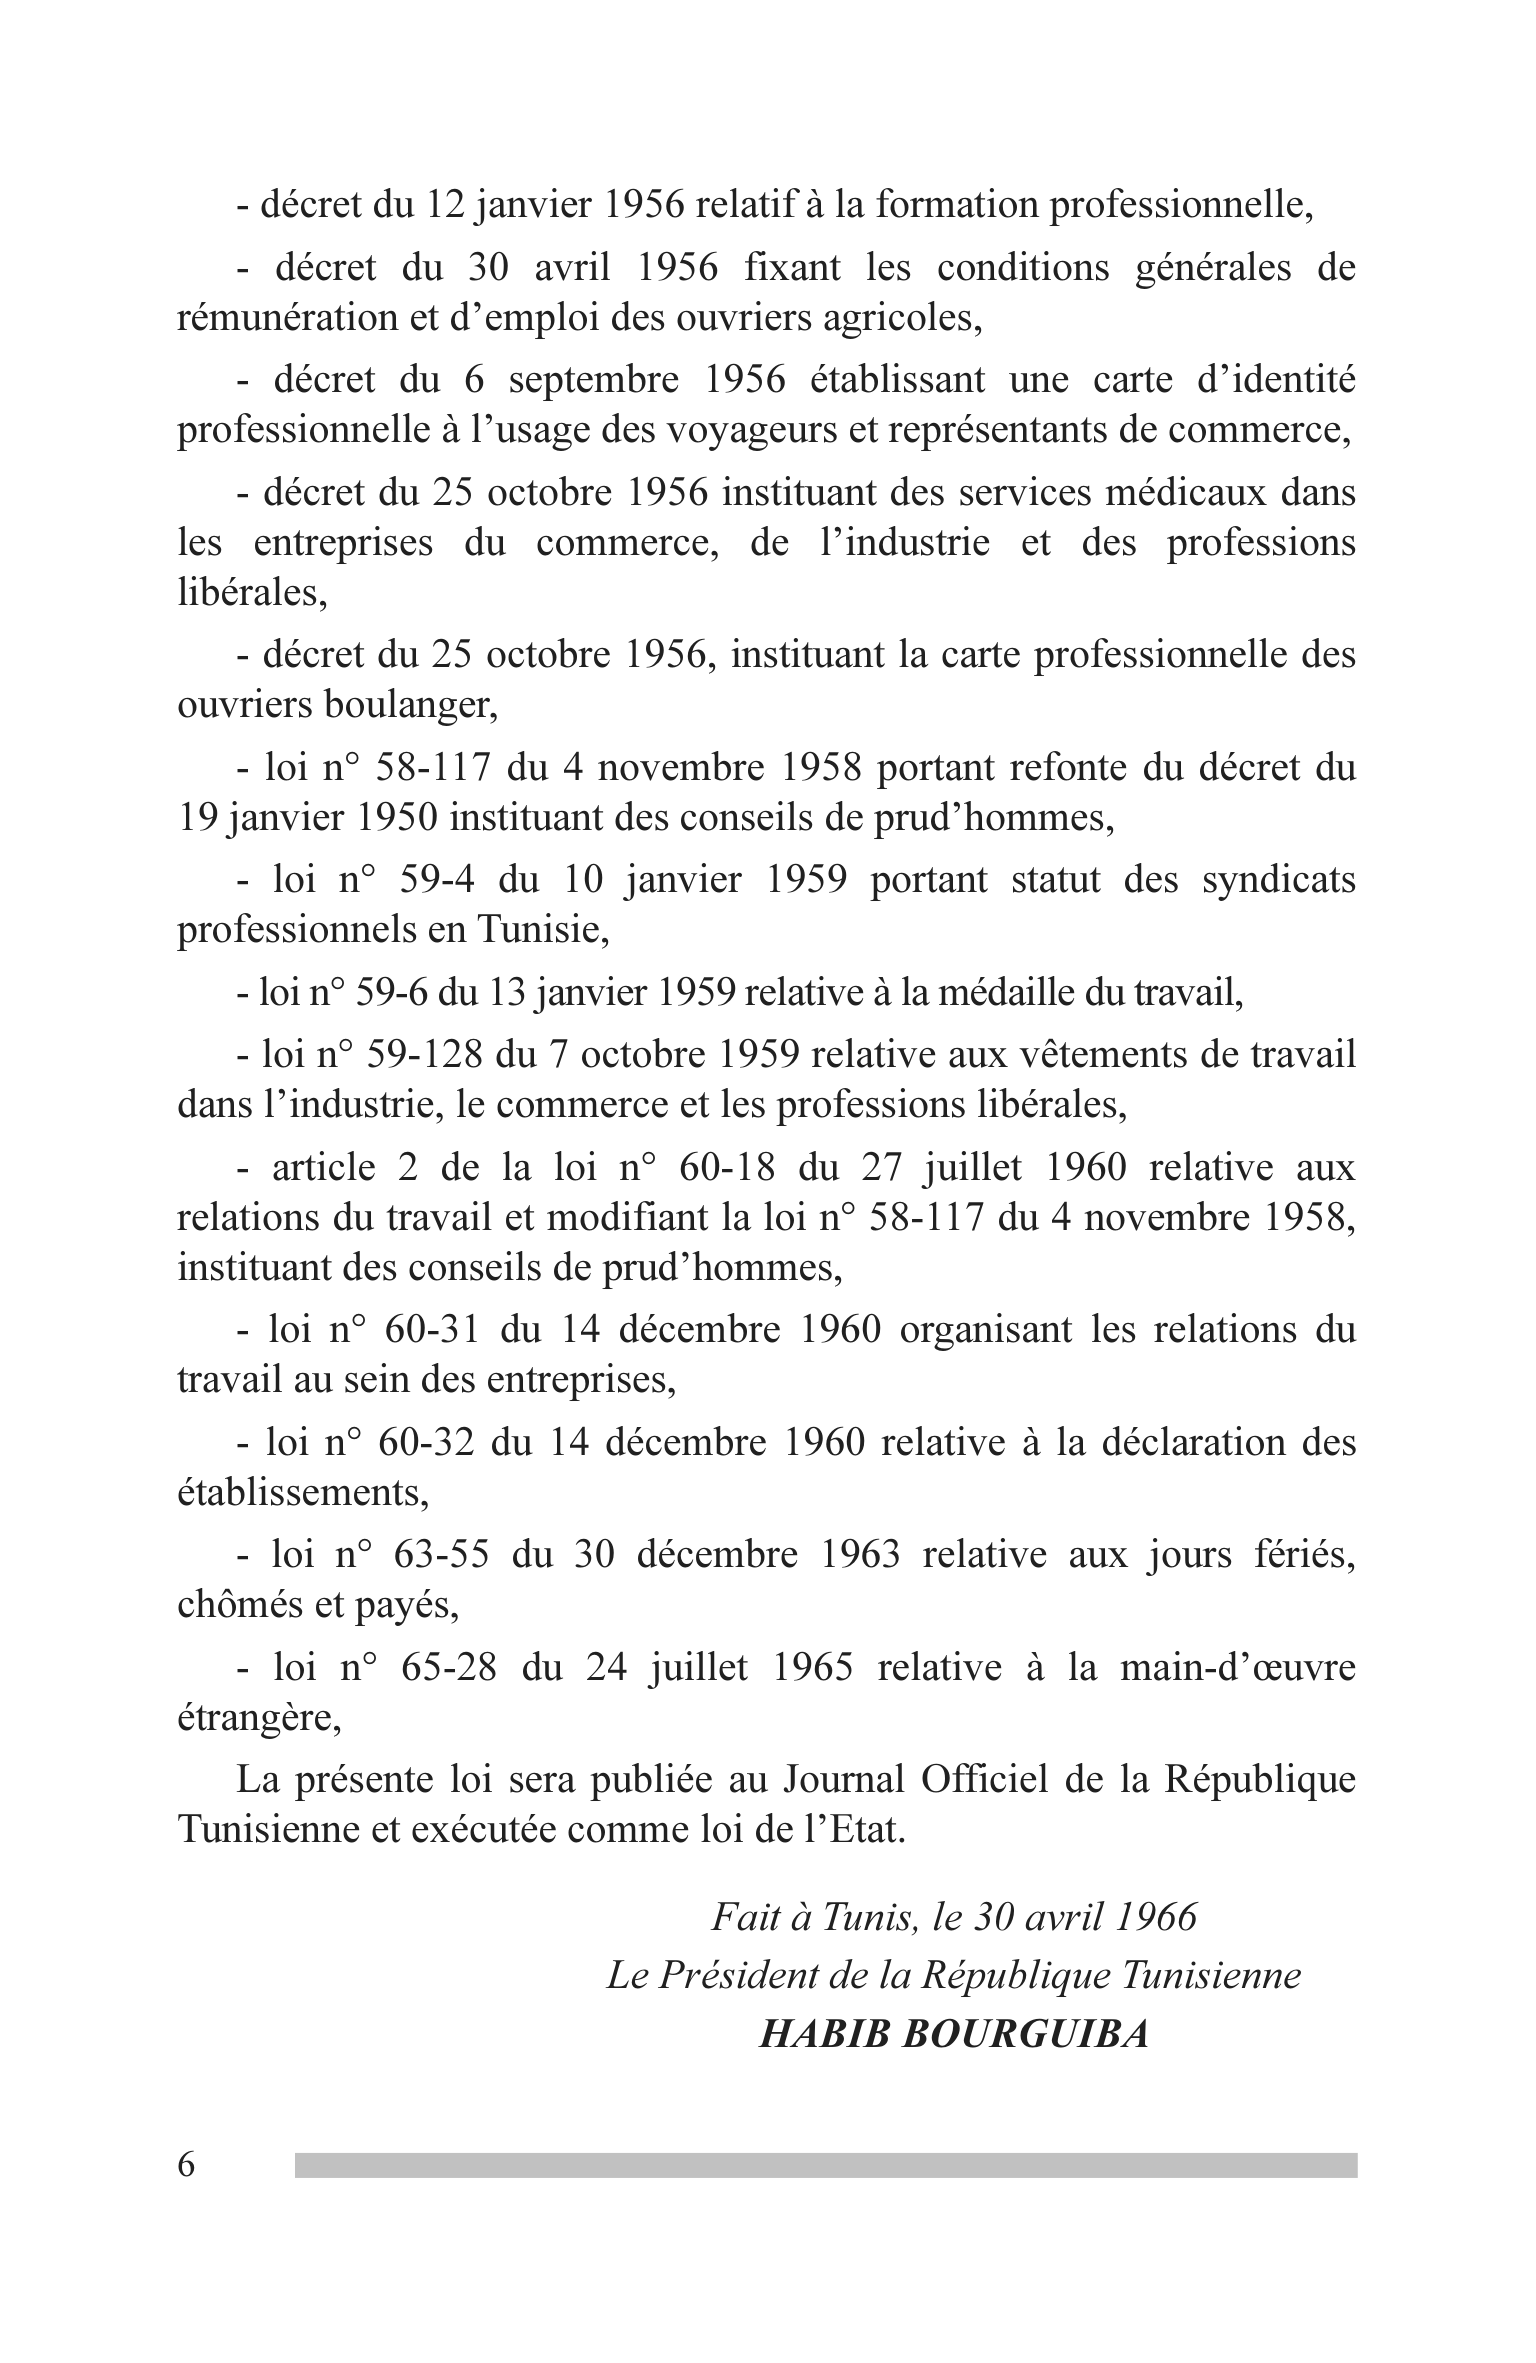 - décret du 12 janvier 1956 relatif à la formation professionnelle,
- décret du 30 avril 1956 fixant les conditions générales de
rémunération et d’emploi des ouvriers agricoles,
- décret du 6 septembre 1956 établissant une carte d’identité
professionnelle à l’usage des voyageurs et représentants de commerce,
- décret du 25 octobre 1956 instituant des services médicaux dans
les entreprises du commerce, de l’industrie et des professions
libérales,
- décret du 25 octobre 1956, instituant la carte professionnelle des
ouvriers boulanger,
- loi n° 58-117 du 4 novembre 1958 portant refonte du décret du
19 janvier 1950 instituant des conseils de prud’hommes,
- loi n° 59-4 du 10 janvier 1959 portant statut des syndicats
professionnels en Tunisie,
- loi n° 59-6 du 13 janvier 1959 relative à la médaille du travail,
- loi n° 59-128 du 7 octobre 1959 relative aux vêtements de travail
dans l’industrie, le commerce et les professions libérales,
- article 2 de la loi n° 60-18 du 27 juillet 1960 relative aux
relations du travail et modifiant la loi n° 58-117 du 4 novembre 1958,
instituant des conseils de prud’hommes,
- loi n° 60-31 du 14 décembre 1960 organisant les relations du
travail au sein des entreprises,
- loi n° 60-32 du 14 décembre 1960 relative à la déclaration des
établissements,
- loi n° 63-55 du 30 décembre 1963 relative aux jours fériés,
chômés et payés,
- loi n° 65-28 du 24 juillet 1965 relative à la main-d’œuvre
étrangère,
La présente loi sera publiée au Journal Officiel de la République
Tunisienne et exécutée comme loi de l’Etat.
Fait à Tunis, le 30 avril 1966
Le Président de la République Tunisienne
HABIB BOURGUIBA
6